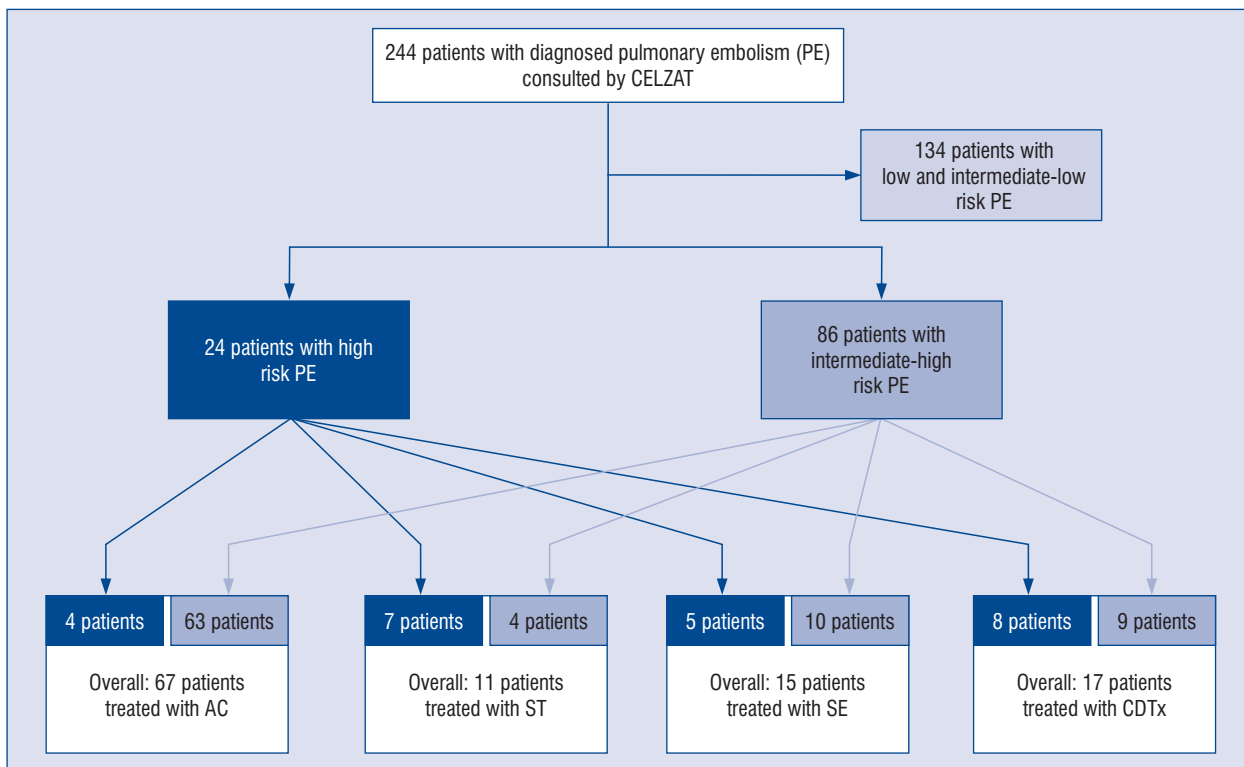 244 patients with diagnosed pulmonary embolism (PE)
consulted by CELZAT
134 patients with
low and intermediate-low
risk PE
24 patients with high
risk PE
86 patients with
intermediate-high
risk PE
4 patients
63 patients
Overall: 67 patients
treated with AC
7 patients
4 patients
Overall: 11 patients
treated with ST
5 patients
10 patients
Overall: 15 patients
treated with SE
8 patients
9 patients
Overall: 17 patients
treated with CDTx